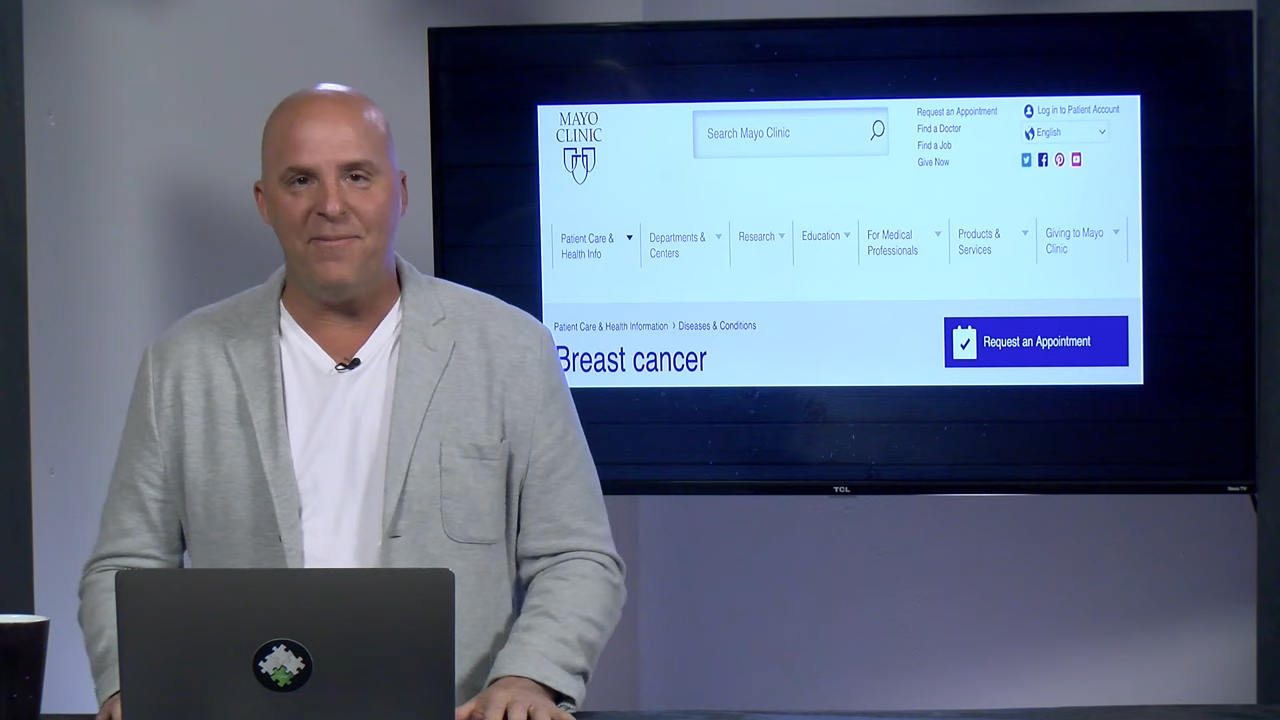 MAYO
CLINIC
Search Mayo Clinic
Request an Appointment
Find a Doctor
Find a Job
Give Now
Log in to Patient Account
English
Patient Care &
Health Info
Departments &
Centers
Research
Education
For Medical
Professionals
Products &
Services
Giving to Mayo
Clinic
Patient Care & Health Information › Diseases & Conditions
Breast cancer
Request an Appointment
TCL
Roku TV